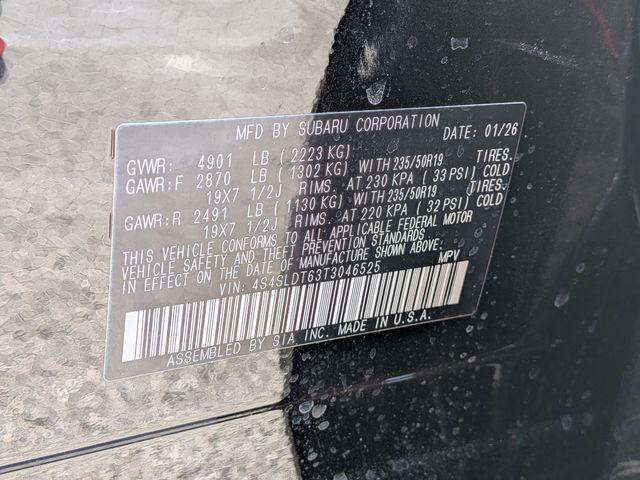 MFD BY SUBARU CORPORATION DATE: 01/26
GVWR: 4901 LB (2223 KG)
GAWR:F 2870 LB (1302 KG) WITH 235/50R19 TIRES.
19X7 1/2J RIMS. AT 230 KPA (33 PSI) COLD
GAWR:R 2491 LB (1130 KG) WITH 235/50R19 TIRES.
19X7 1/2J RIMS. AT 220 KPA (32 PSI) COLD
THIS VEHICLE CONFORMS TO ALL APPLICABLE FEDERAL MOTOR
VEHICLE SAFETY AND THEFT PREVENTION STANDARDS
IN EFFECT ON THE DATE OF MANUFACTURE SHOWN ABOVE.
VIN: 4S4SLDT63T3046525 MPV
ASSEMBLED BY SIA INC. MADE IN U.S.A.